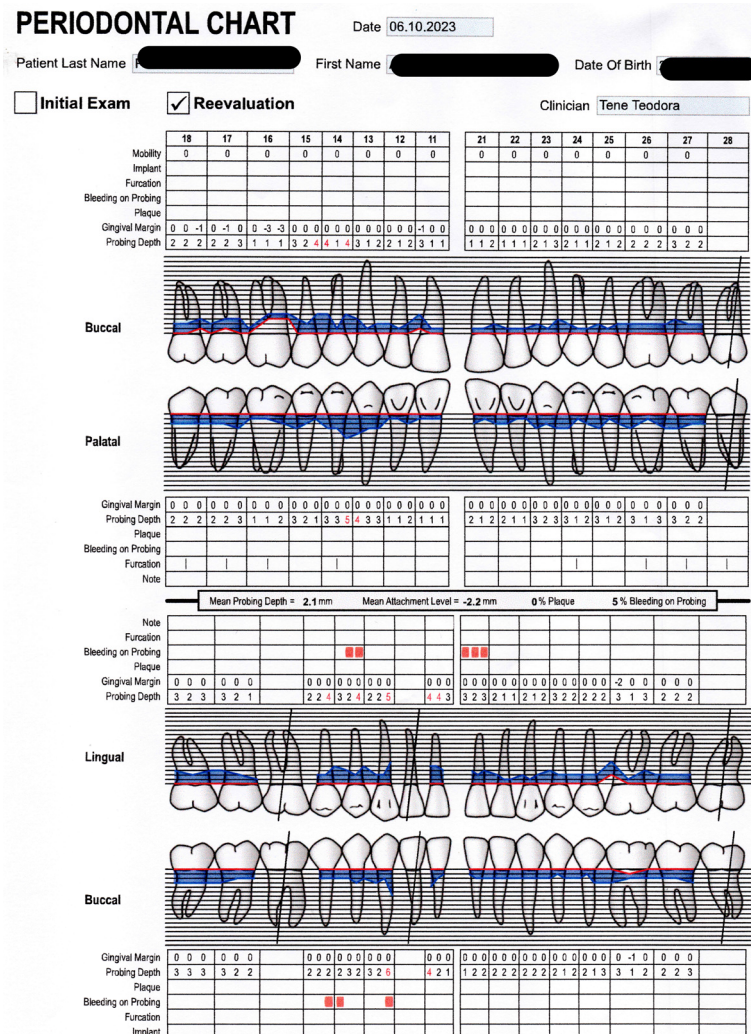 PERIODONTAL CHART
Date 06.10.2023
Patient Last Name
First Name
Date Of Birth
Initial Exam
✓ Reevaluation
Clinician Tene Teodora
18 17 16 15 14 13 12 11 21 22 23 24 25 26 27 28
Mobility 0 0 0 0 0 0 0 0 0 0 0 0 0 0 0
Implant
Furcation
Bleeding on Probing
Plaque
Gingival Margin 0 0 -1 0 -1 0 0 -3 -3 0 0 0 0 0 0 0 0 0 0 0 0 -1 0 0 0 0 0 0 0 0 0 0 0 0 0 0 0 0 0 0 0 0 0 0 0
Probing Depth 2 2 2 2 2 3 1 1 1 3 2 4 4 1 4 3 1 2 2 1 2 3 1 1 1 1 2 1 1 1 2 1 3 2 1 1 2 1 2 2 2 2 3 2 2
Buccal
Palatal
Gingival Margin 0 0 0 0 0 0 0 0 0 0 0 0 0 0 0 0 0 0 0 0 0 0 0 0 0 0 0 0 0 0 0 0 0 0 0 0 0 0 0 0 0 0 0 0 0
Probing Depth 2 2 2 2 2 3 1 1 2 3 2 1 3 3 5 4 3 3 1 1 2 1 1 1 2 1 2 2 1 1 3 2 3 3 1 2 3 1 2 3 1 3 3 2 2
Plaque
Bleeding on Probing
Furcation | | | | | | | |
Note
Mean Probing Depth = 2.1 mm Mean Attachment Level = -2.2 mm 0 % Plaque 5 % Bleeding on Probing
Note
Furcation
Bleeding on Probing
Plaque
Gingival Margin 0 0 0 0 0 0 0 0 0 0 0 0 0 0 0 0 0 0 0 0 0 0 0 0 0 0 0 0 0 0 0 0 0 -2 0 0 0 0 0
Probing Depth 3 2 3 3 2 1 2 2 4 3 2 4 2 2 5 4 4 3 3 2 3 2 1 1 2 1 2 3 2 2 2 2 2 3 1 3 2 2 2
Lingual
Buccal
Gingival Margin 0 0 0 0 0 0 0 0 0 0 0 0 0 0 0 0 0 0 0 0 0 0 0 0 0 0 0 0 0 0 0 0 0 0 -1 0 0 0 0
Probing Depth 3 3 3 3 2 2 2 2 2 2 3 2 3 2 6 4 2 1 1 2 2 2 2 2 2 2 2 2 1 2 2 1 3 3 1 2 2 2 3
Plaque
Bleeding on Probing
Furcation
Implant